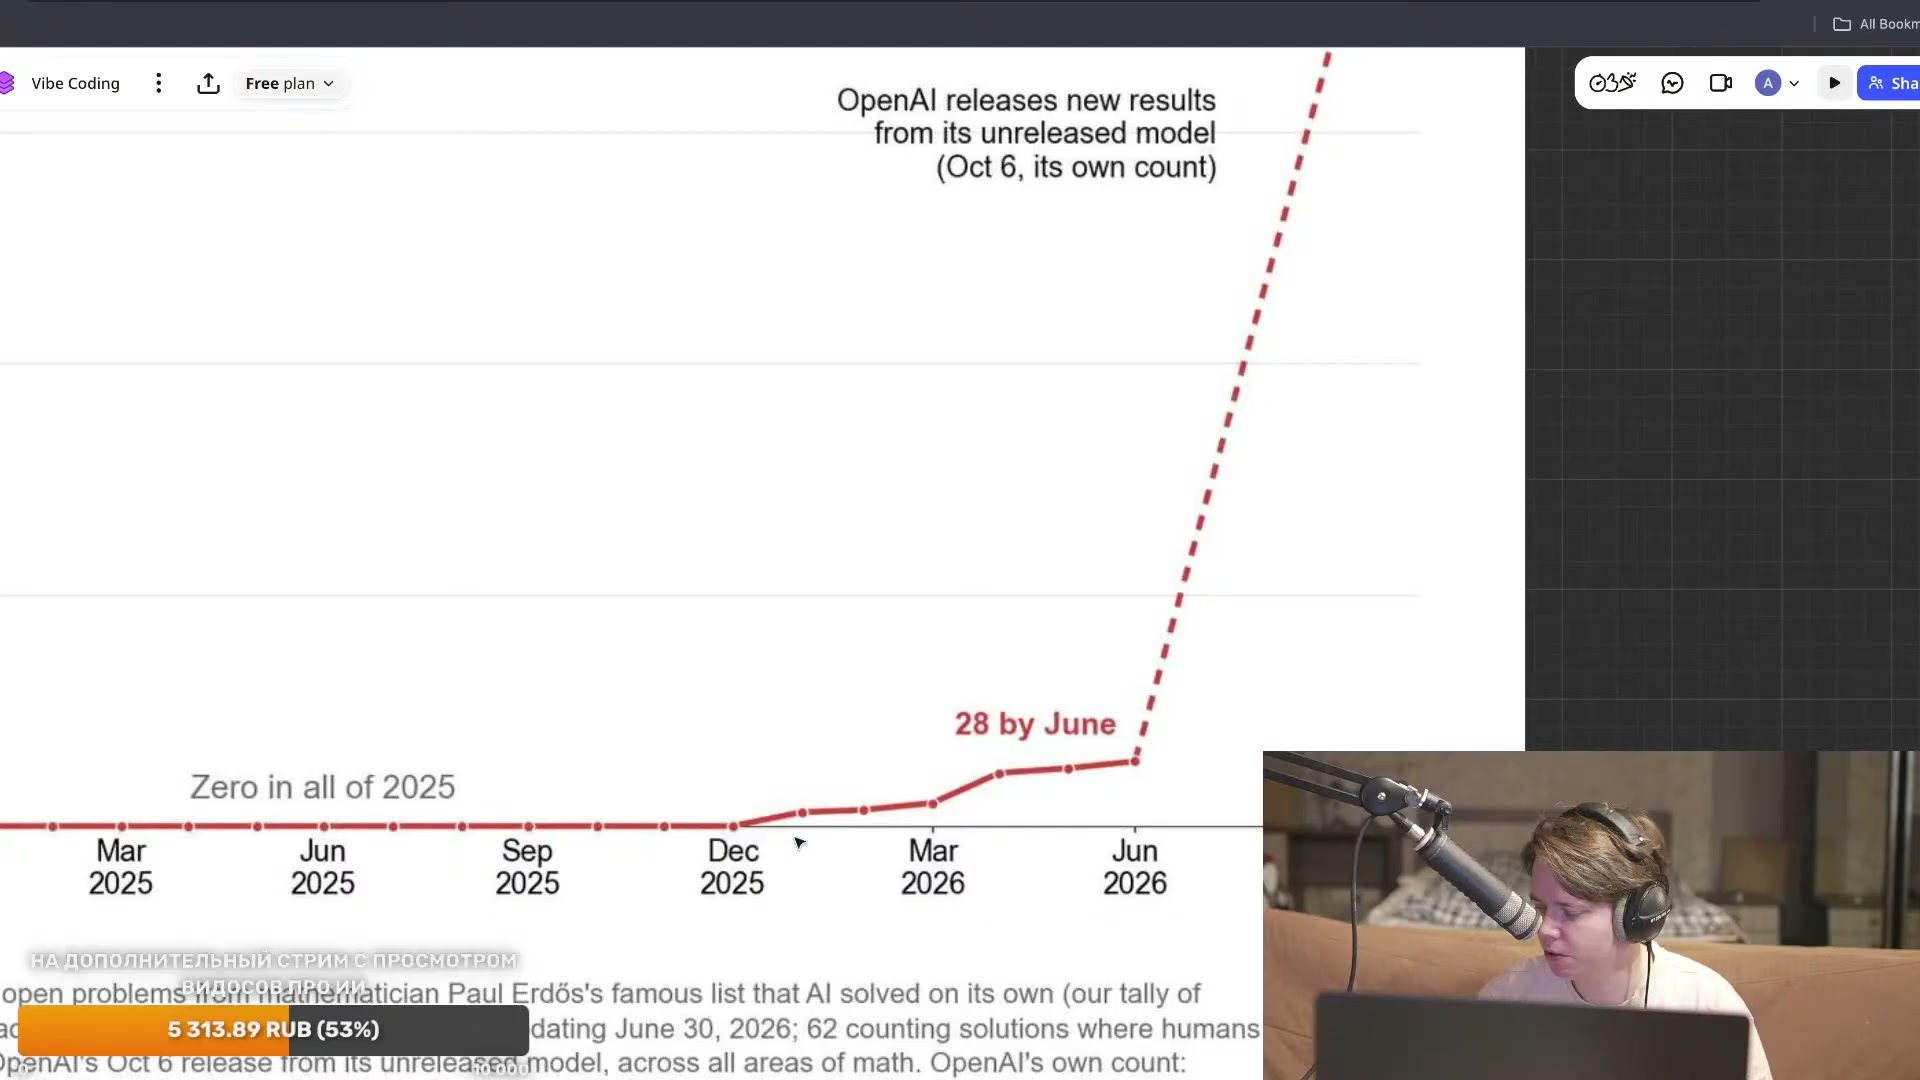 All Bookm
Vibe Coding
Free plan
A
Sha
OpenAI releases new results
from its unreleased model
(Oct 6, its own count)
28 by June
Zero in all of 2025
Mar
2025
Jun
2025
Sep
2025
Dec
2025
Mar
2026
Jun
2026
НА ДОПОЛНИТЕЛЬНЫЙ СТРИМ С ПРОСМОТРОМ
ВИДОСОВ ПРО ИИ
open problems from mathematician Paul Erdős's famous list that AI solved on its own (our tally of
5 313.89 RUB (53%)
dating June 30, 2026; 62 counting solutions where humans
OpenAI's Oct 6 release from its unreleased model, across all areas of math. OpenAI's own count: